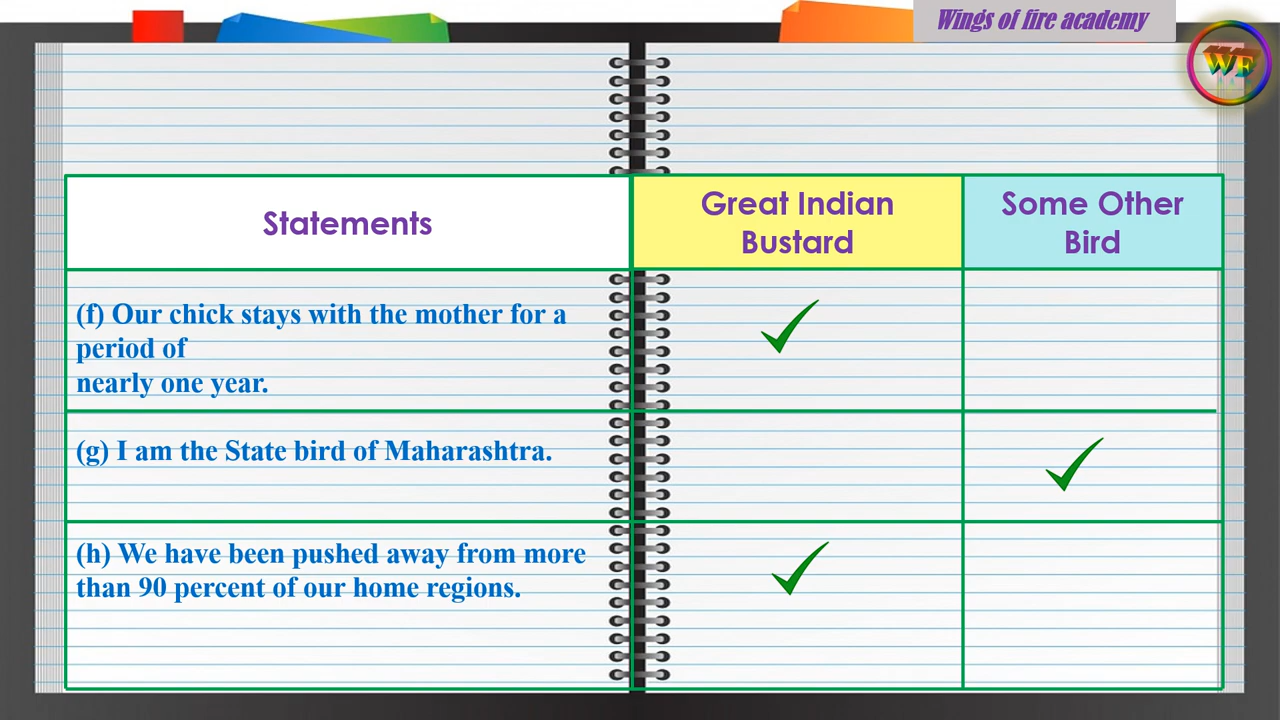 Wings of fire academy
WF
Statements
Great Indian
Bustard
Some Other
Bird
(f) Our chick stays with the mother for a
period of
nearly one year.
(g) I am the State bird of Maharashtra.
(h) We have been pushed away from more
than 90 percent of our home regions.